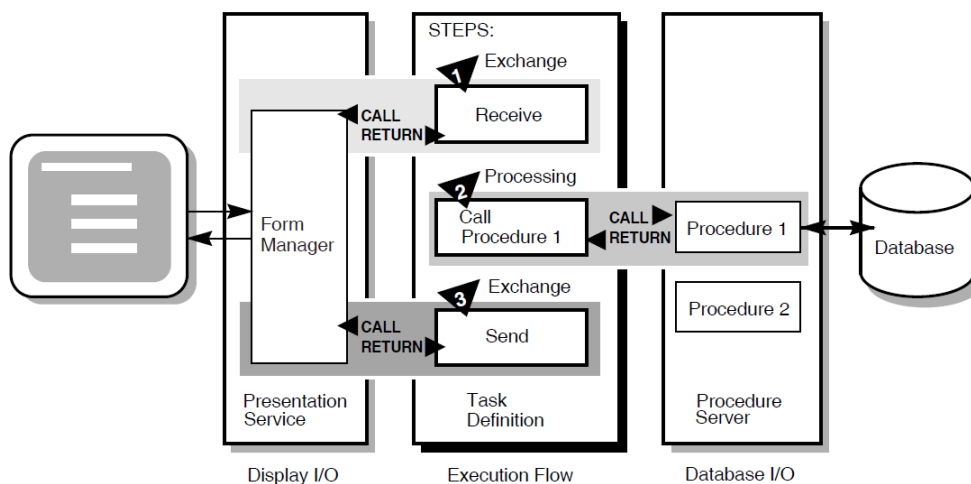 STEPS:
1
Exchange
Receive
CALL
RETURN
2
Processing
Form
Manager
Call
Procedure 1
CALL
RETURN
Procedure 1
Database
3
Exchange
Procedure 2
CALL
RETURN
Send
Presentation
Service
Task
Definition
Procedure
Server
Display I/O
Execution Flow
Database I/O